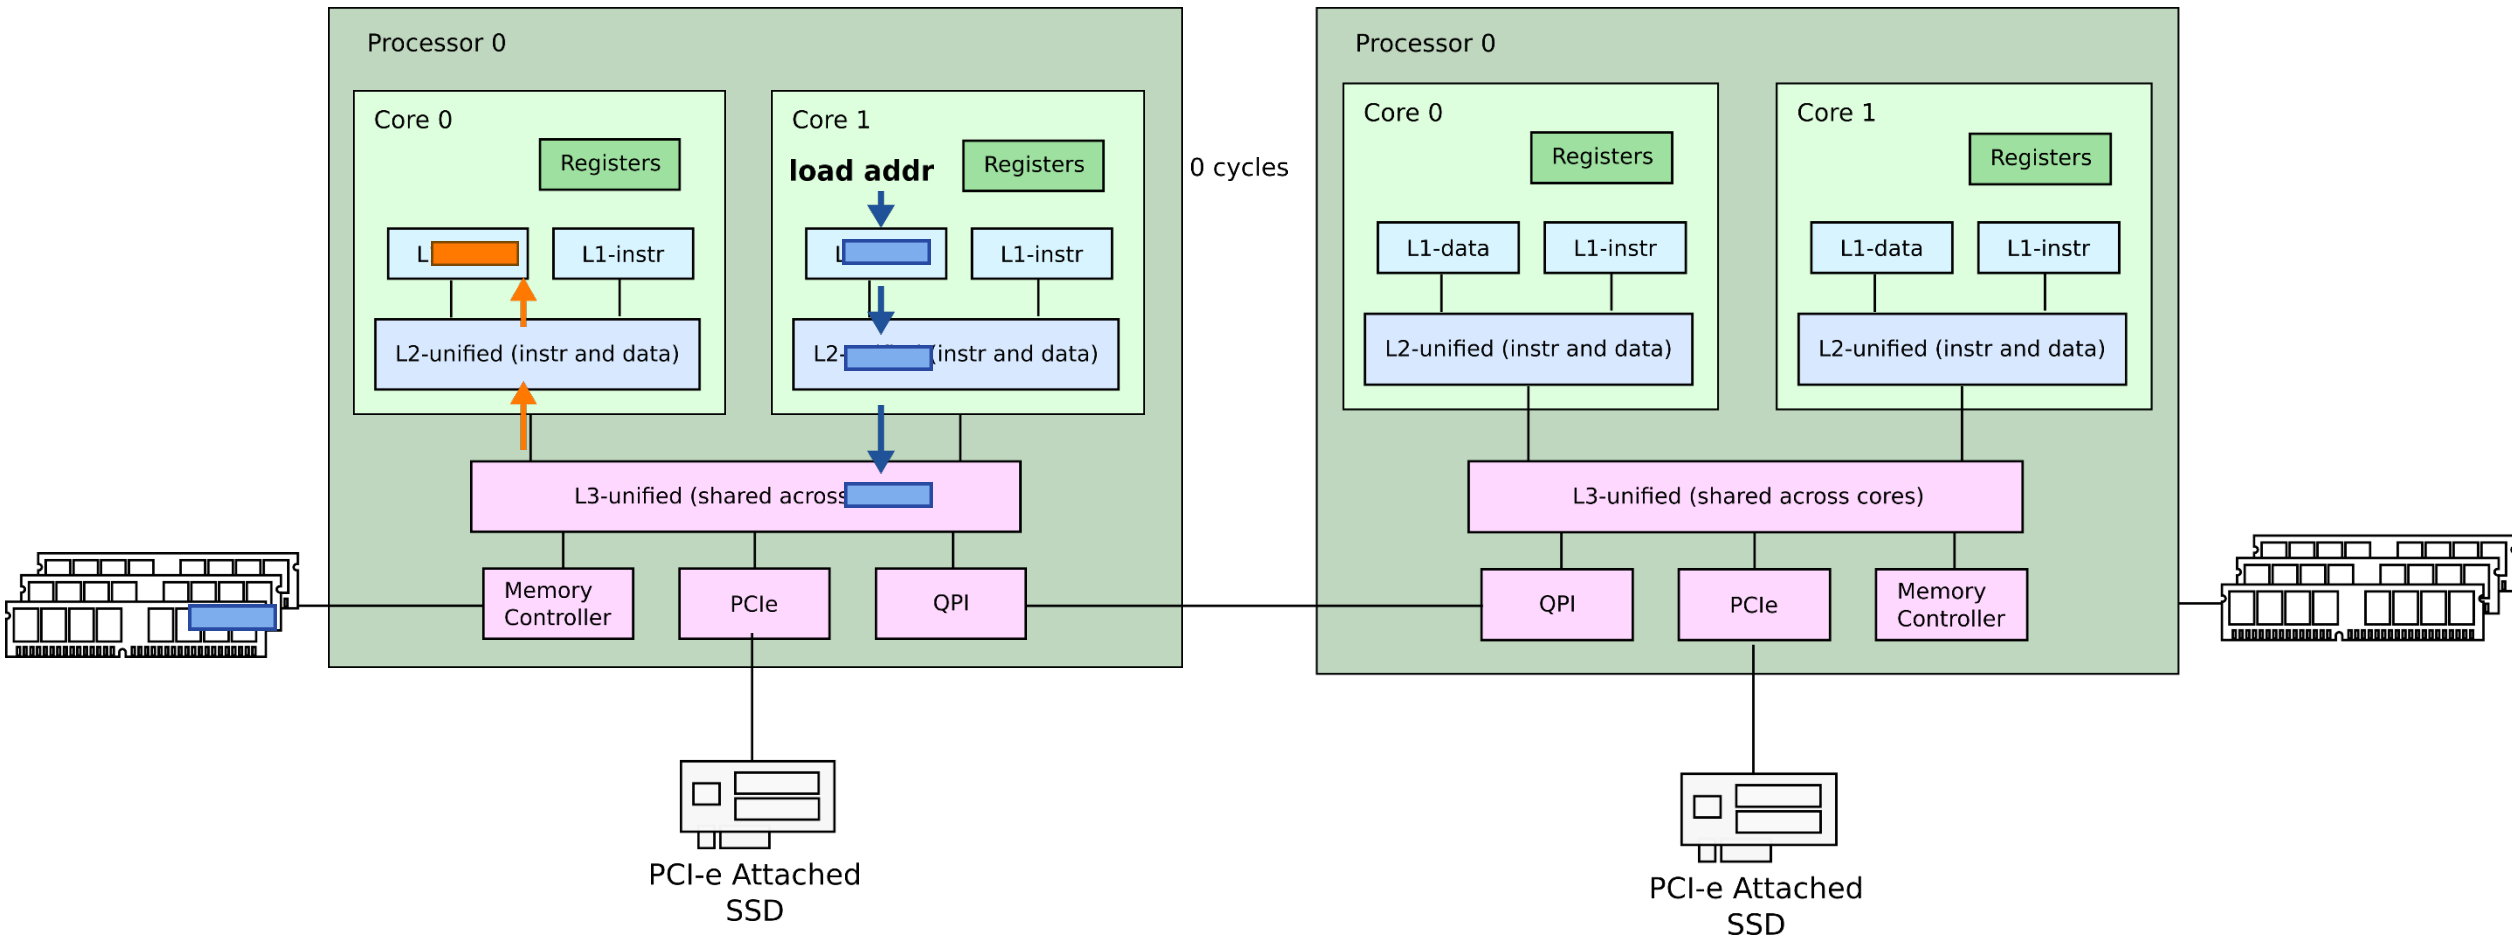 Processor 0
Core 0
Registers
L
L1-instr
L2-unified (instr and data)
Core 1
load addr
Registers
L
L1-instr
L2-
(instr and data)
L3-unified (shared across
Memory
Controller
PCIe
QPI
PCI-e Attached
SSD
0 cycles
Processor 0
Core 0
Registers
L1-data
L1-instr
L2-unified (instr and data)
Core 1
Registers
L1-data
L1-instr
L2-unified (instr and data)
L3-unified (shared across cores)
QPI
PCIe
Memory
Controller
PCI-e Attached
SSD